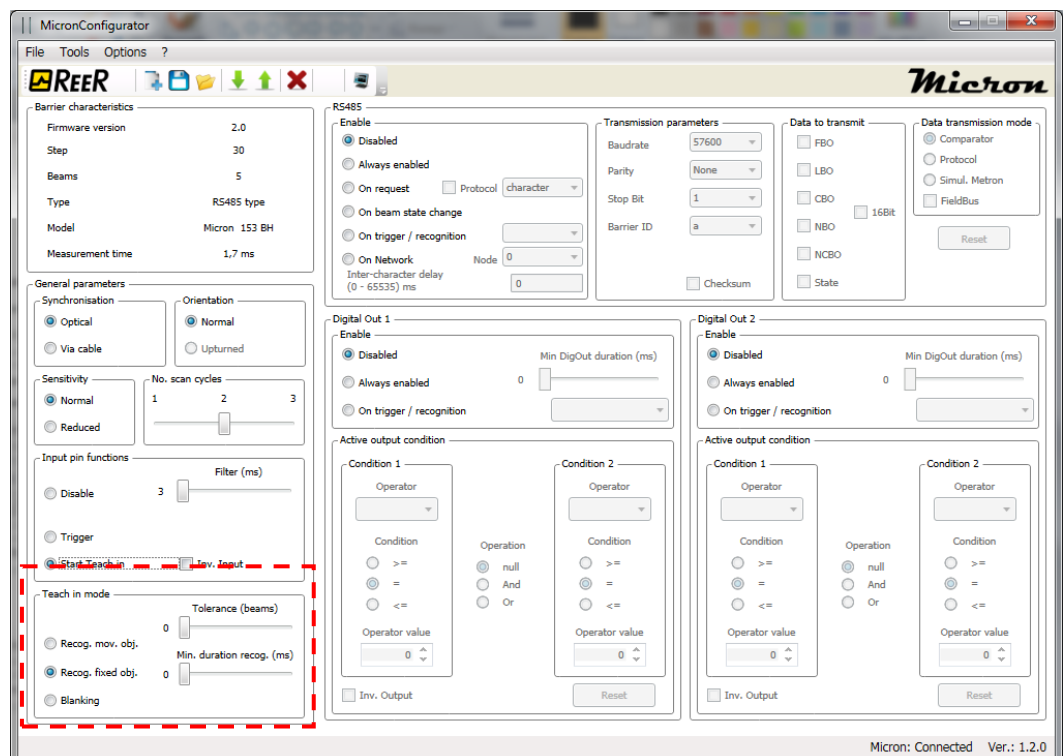 MicronConfigurator
File Tools Options ?
REER
Micron
Barrier characteristics
Firmware version 2.0
Step 30
Beams 5
Type RS485 type
Model Micron 153 BH
Measurement time 1,7 ms
General parameters
Synchronisation
Optical
Via cable
Orientation
Normal
Upturned
Sensitivity
Normal
Reduced
No. scan cycles
1 2 3
Input pin functions
Filter (ms)
Disable 3
Trigger
Start Teach in Inv. Input
Teach in mode
Tolerance (beams)
0
Recog. mov. obj.
Min. duration recog. (ms)
Recog. fixed obj. 0
Blanking
RS485
Enable
Disabled
Always enabled
On request Protocol character
On beam state change
On trigger / recognition
On Network Node 0
Inter-character delay
(0 - 65535) ms 0
Transmission parameters
Baudrate 57600
Parity None
Stop Bit 1
Barrier ID a
Checksum
Data to transmit
FBO
LBO
CBO
16Bit
NBO
NCBO
State
Data transmission mode
Comparator
Protocol
Simul. Metron
FieldBus
Reset
Digital Out 1
Enable
Disabled Min DigOut duration (ms)
Always enabled 0
On trigger / recognition
Active output condition
Condition 1
Operator
Condition
>=
=
<=
Operator value
0
Operation
null
And
Or
Condition 2
Operator
Condition
>=
=
<=
Operator value
0
Inv. Output Reset
Digital Out 2
Enable
Disabled Min DigOut duration (ms)
Always enabled 0
On trigger / recognition
Active output condition
Condition 1
Operator
Condition
>=
=
<=
Operator value
0
Operation
null
And
Or
Condition 2
Operator
Condition
>=
=
<=
Operator value
0
Inv. Output Reset
Micron: Connected Ver.: 1.2.0